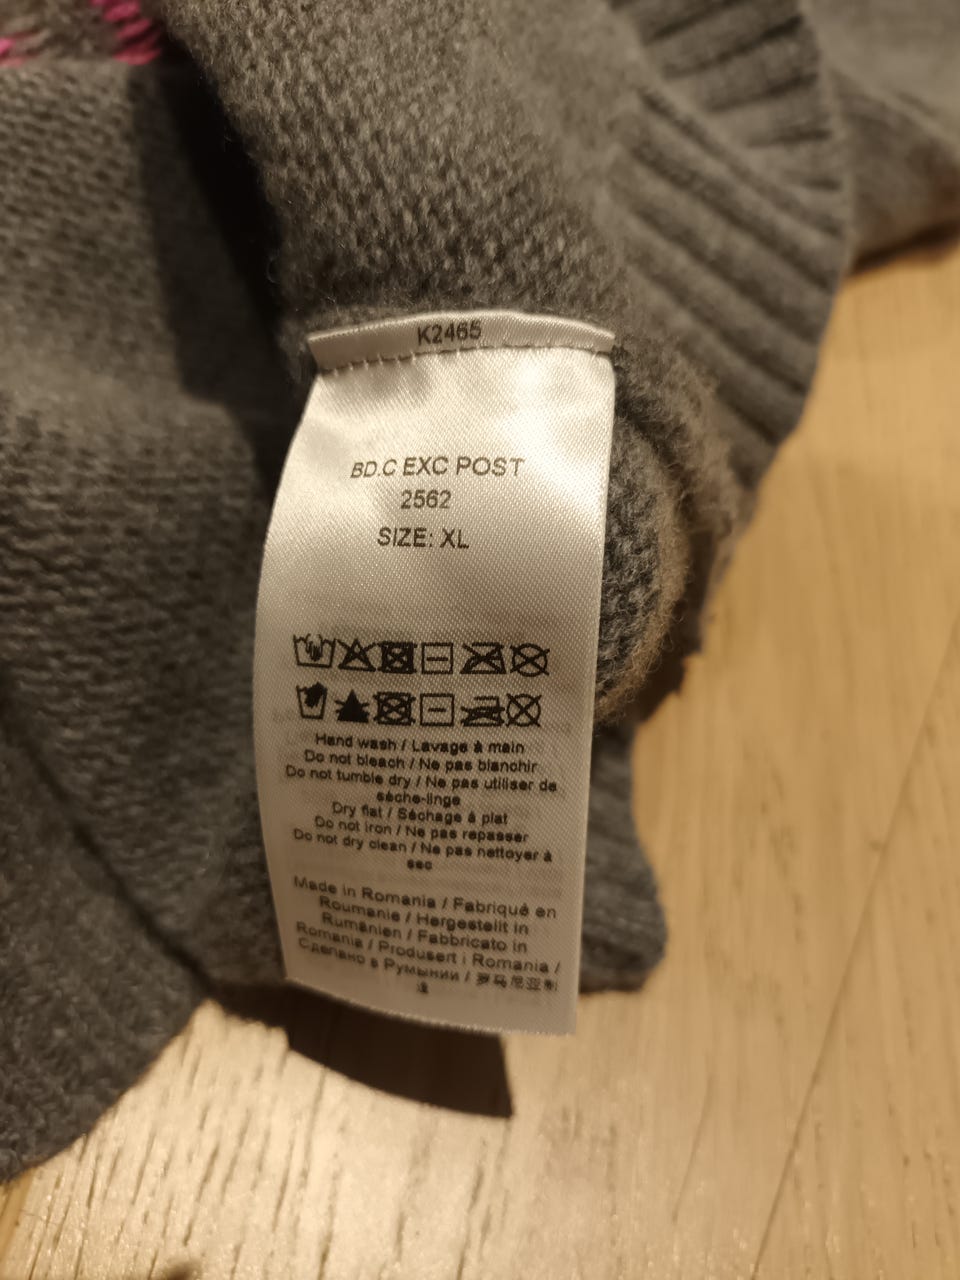 K2465
BD.C EXC POST
2562
SIZE: XL
Hand wash / Lavage à main
Do not bleach / Ne pas blanchir
Do not tumble dry / Ne pas utiliser de
sèche-linge
Dry flat / Séchage à plat
Do not iron / Ne pas repasser
Do not dry clean / Ne pas nettoyer à
sec
Made in Romania / Fabriqué en
Roumanie / Hergestellt in
Rumänien / Fabbricato in
Romania / Produsert i Romania /
Сделано в Румынии / 罗马尼亚制
造